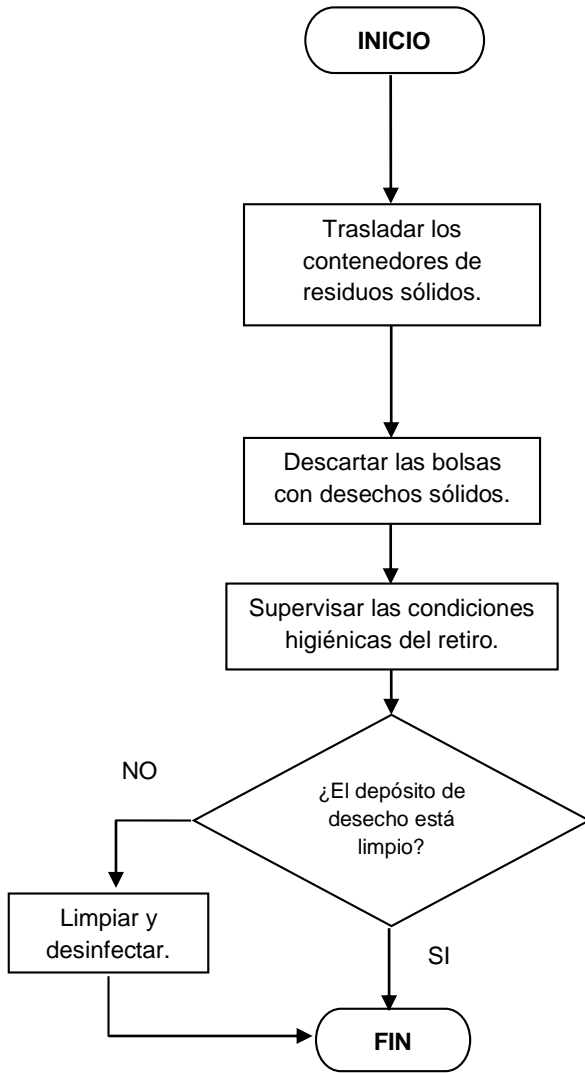 INICIO
Trasladar los
contenedores de
residuos sólidos.
Descartar las bolsas
con desechos sólidos.
Supervisar las condiciones
higiénicas del retiro.
NO
¿El depósito de
desecho está
limpio?
Limpiar y
desinfectar.
SI
FIN